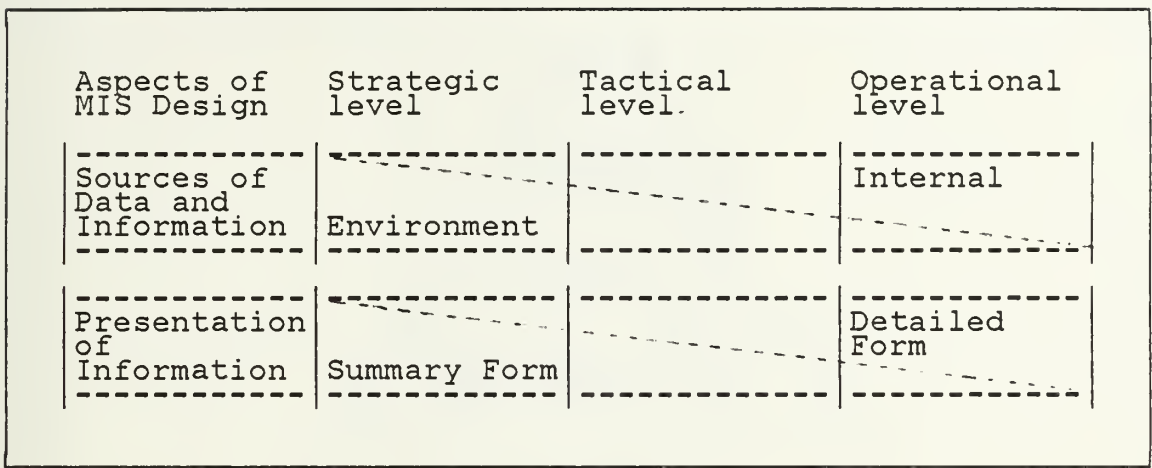 Aspects of MIS Design
Strategic level
Tactical level.
Operational level
Sources of
Data and
Information
Environment
Internal
Presentation
of
Information
Summary Form
Detailed
Form